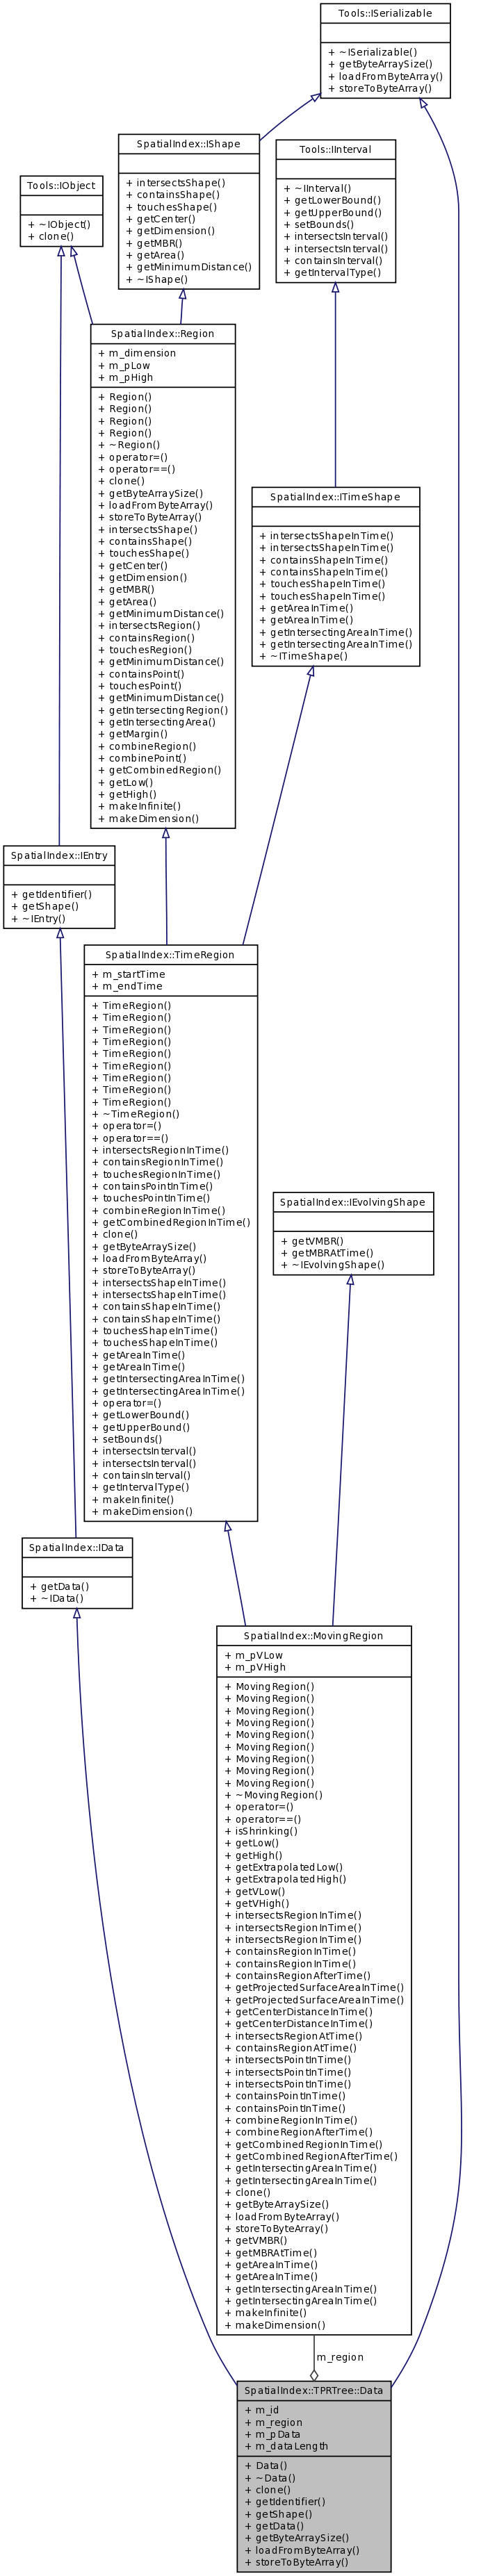 Tools::ISerializable
+ ~ISerializable()
+ getByteArraySize()
+ loadFromByteArray()
+ storeToByteArray()
SpatialIndex::IShape
+ intersectsShape()
+ containsShape()
+ touchesShape()
+ getCenter()
+ getDimension()
+ getMBR()
+ getArea()
+ getMinimumDistance()
+ ~IShape()
Tools::IInterval
+ ~IInterval()
+ getLowerBound()
+ getUpperBound()
+ setBounds()
+ intersectsInterval()
+ intersectsInterval()
+ containsInterval()
+ getIntervalType()
Tools::IObject
+ ~IObject()
+ clone()
SpatialIndex::Region
+ m_dimension
+ m_pLow
+ m_pHigh
+ Region()
+ Region()
+ Region()
+ Region()
+ ~Region()
+ operator=()
+ operator==()
+ clone()
+ getByteArraySize()
+ loadFromByteArray()
+ storeToByteArray()
+ intersectsShape()
+ containsShape()
+ touchesShape()
+ getCenter()
+ getDimension()
+ getMBR()
+ getArea()
+ getMinimumDistance()
+ intersectsRegion()
+ containsRegion()
+ touchesRegion()
+ getMinimumDistance()
+ containsPoint()
+ touchesPoint()
+ getMinimumDistance()
+ getIntersectingRegion()
+ getIntersectingArea()
+ getMargin()
+ combineRegion()
+ combinePoint()
+ getCombinedRegion()
+ getLow()
+ getHigh()
+ makeInfinite()
+ makeDimension()
SpatialIndex::ITimeShape
+ intersectsShapeInTime()
+ intersectsShapeInTime()
+ containsShapeInTime()
+ containsShapeInTime()
+ touchesShapeInTime()
+ touchesShapeInTime()
+ getAreaInTime()
+ getAreaInTime()
+ getIntersectingAreaInTime()
+ getIntersectingAreaInTime()
+ ~ITimeShape()
SpatialIndex::IEntry
+ getIdentifier()
+ getShape()
+ ~IEntry()
SpatialIndex::TimeRegion
+ m_startTime
+ m_endTime
+ TimeRegion()
+ TimeRegion()
+ TimeRegion()
+ TimeRegion()
+ TimeRegion()
+ TimeRegion()
+ TimeRegion()
+ TimeRegion()
+ TimeRegion()
+ ~TimeRegion()
+ operator=()
+ operator==()
+ intersectsRegionInTime()
+ containsRegionInTime()
+ touchesRegionInTime()
+ containsPointInTime()
+ touchesPointInTime()
+ combineRegionInTime()
+ getCombinedRegionInTime()
+ clone()
+ getByteArraySize()
+ loadFromByteArray()
+ storeToByteArray()
+ intersectsShapeInTime()
+ intersectsShapeInTime()
+ containsShapeInTime()
+ containsShapeInTime()
+ touchesShapeInTime()
+ touchesShapeInTime()
+ getAreaInTime()
+ getAreaInTime()
+ getIntersectingAreaInTime()
+ getIntersectingAreaInTime()
+ operator=()
+ getLowerBound()
+ getUpperBound()
+ setBounds()
+ intersectsInterval()
+ intersectsInterval()
+ containsInterval()
+ getIntervalType()
+ makeInfinite()
+ makeDimension()
SpatialIndex::IEvolvingShape
+ getVMBR()
+ getMBRAtTime()
+ ~IEvolvingShape()
SpatialIndex::IData
+ getData()
+ ~IData()
SpatialIndex::MovingRegion
+ m_pVLow
+ m_pVHigh
+ MovingRegion()
+ MovingRegion()
+ MovingRegion()
+ MovingRegion()
+ MovingRegion()
+ MovingRegion()
+ MovingRegion()
+ MovingRegion()
+ MovingRegion()
+ ~MovingRegion()
+ operator=()
+ operator==()
+ isShrinking()
+ getLow()
+ getHigh()
+ getExtrapolatedLow()
+ getExtrapolatedHigh()
+ getVLow()
+ getVHigh()
+ intersectsRegionInTime()
+ intersectsRegionInTime()
+ intersectsRegionInTime()
+ containsRegionInTime()
+ containsRegionInTime()
+ containsRegionAfterTime()
+ getProjectedSurfaceAreaInTime()
+ getProjectedSurfaceAreaInTime()
+ getCenterDistanceInTime()
+ getCenterDistanceInTime()
+ intersectsRegionAtTime()
+ containsRegionAtTime()
+ intersectsPointInTime()
+ intersectsPointInTime()
+ intersectsPointInTime()
+ containsPointInTime()
+ containsPointInTime()
+ combineRegionInTime()
+ combineRegionAfterTime()
+ getCombinedRegionInTime()
+ getCombinedRegionAfterTime()
+ getIntersectingAreaInTime()
+ getIntersectingAreaInTime()
+ clone()
+ getByteArraySize()
+ loadFromByteArray()
+ storeToByteArray()
+ getVMBR()
+ getMBRAtTime()
+ getAreaInTime()
+ getAreaInTime()
+ getIntersectingAreaInTime()
+ getIntersectingAreaInTime()
+ makeInfinite()
+ makeDimension()
m_region
SpatialIndex::TPRTree::Data
+ m_id
+ m_region
+ m_pData
+ m_dataLength
+ Data()
+ ~Data()
+ clone()
+ getIdentifier()
+ getShape()
+ getData()
+ getByteArraySize()
+ loadFromByteArray()
+ storeToByteArray()